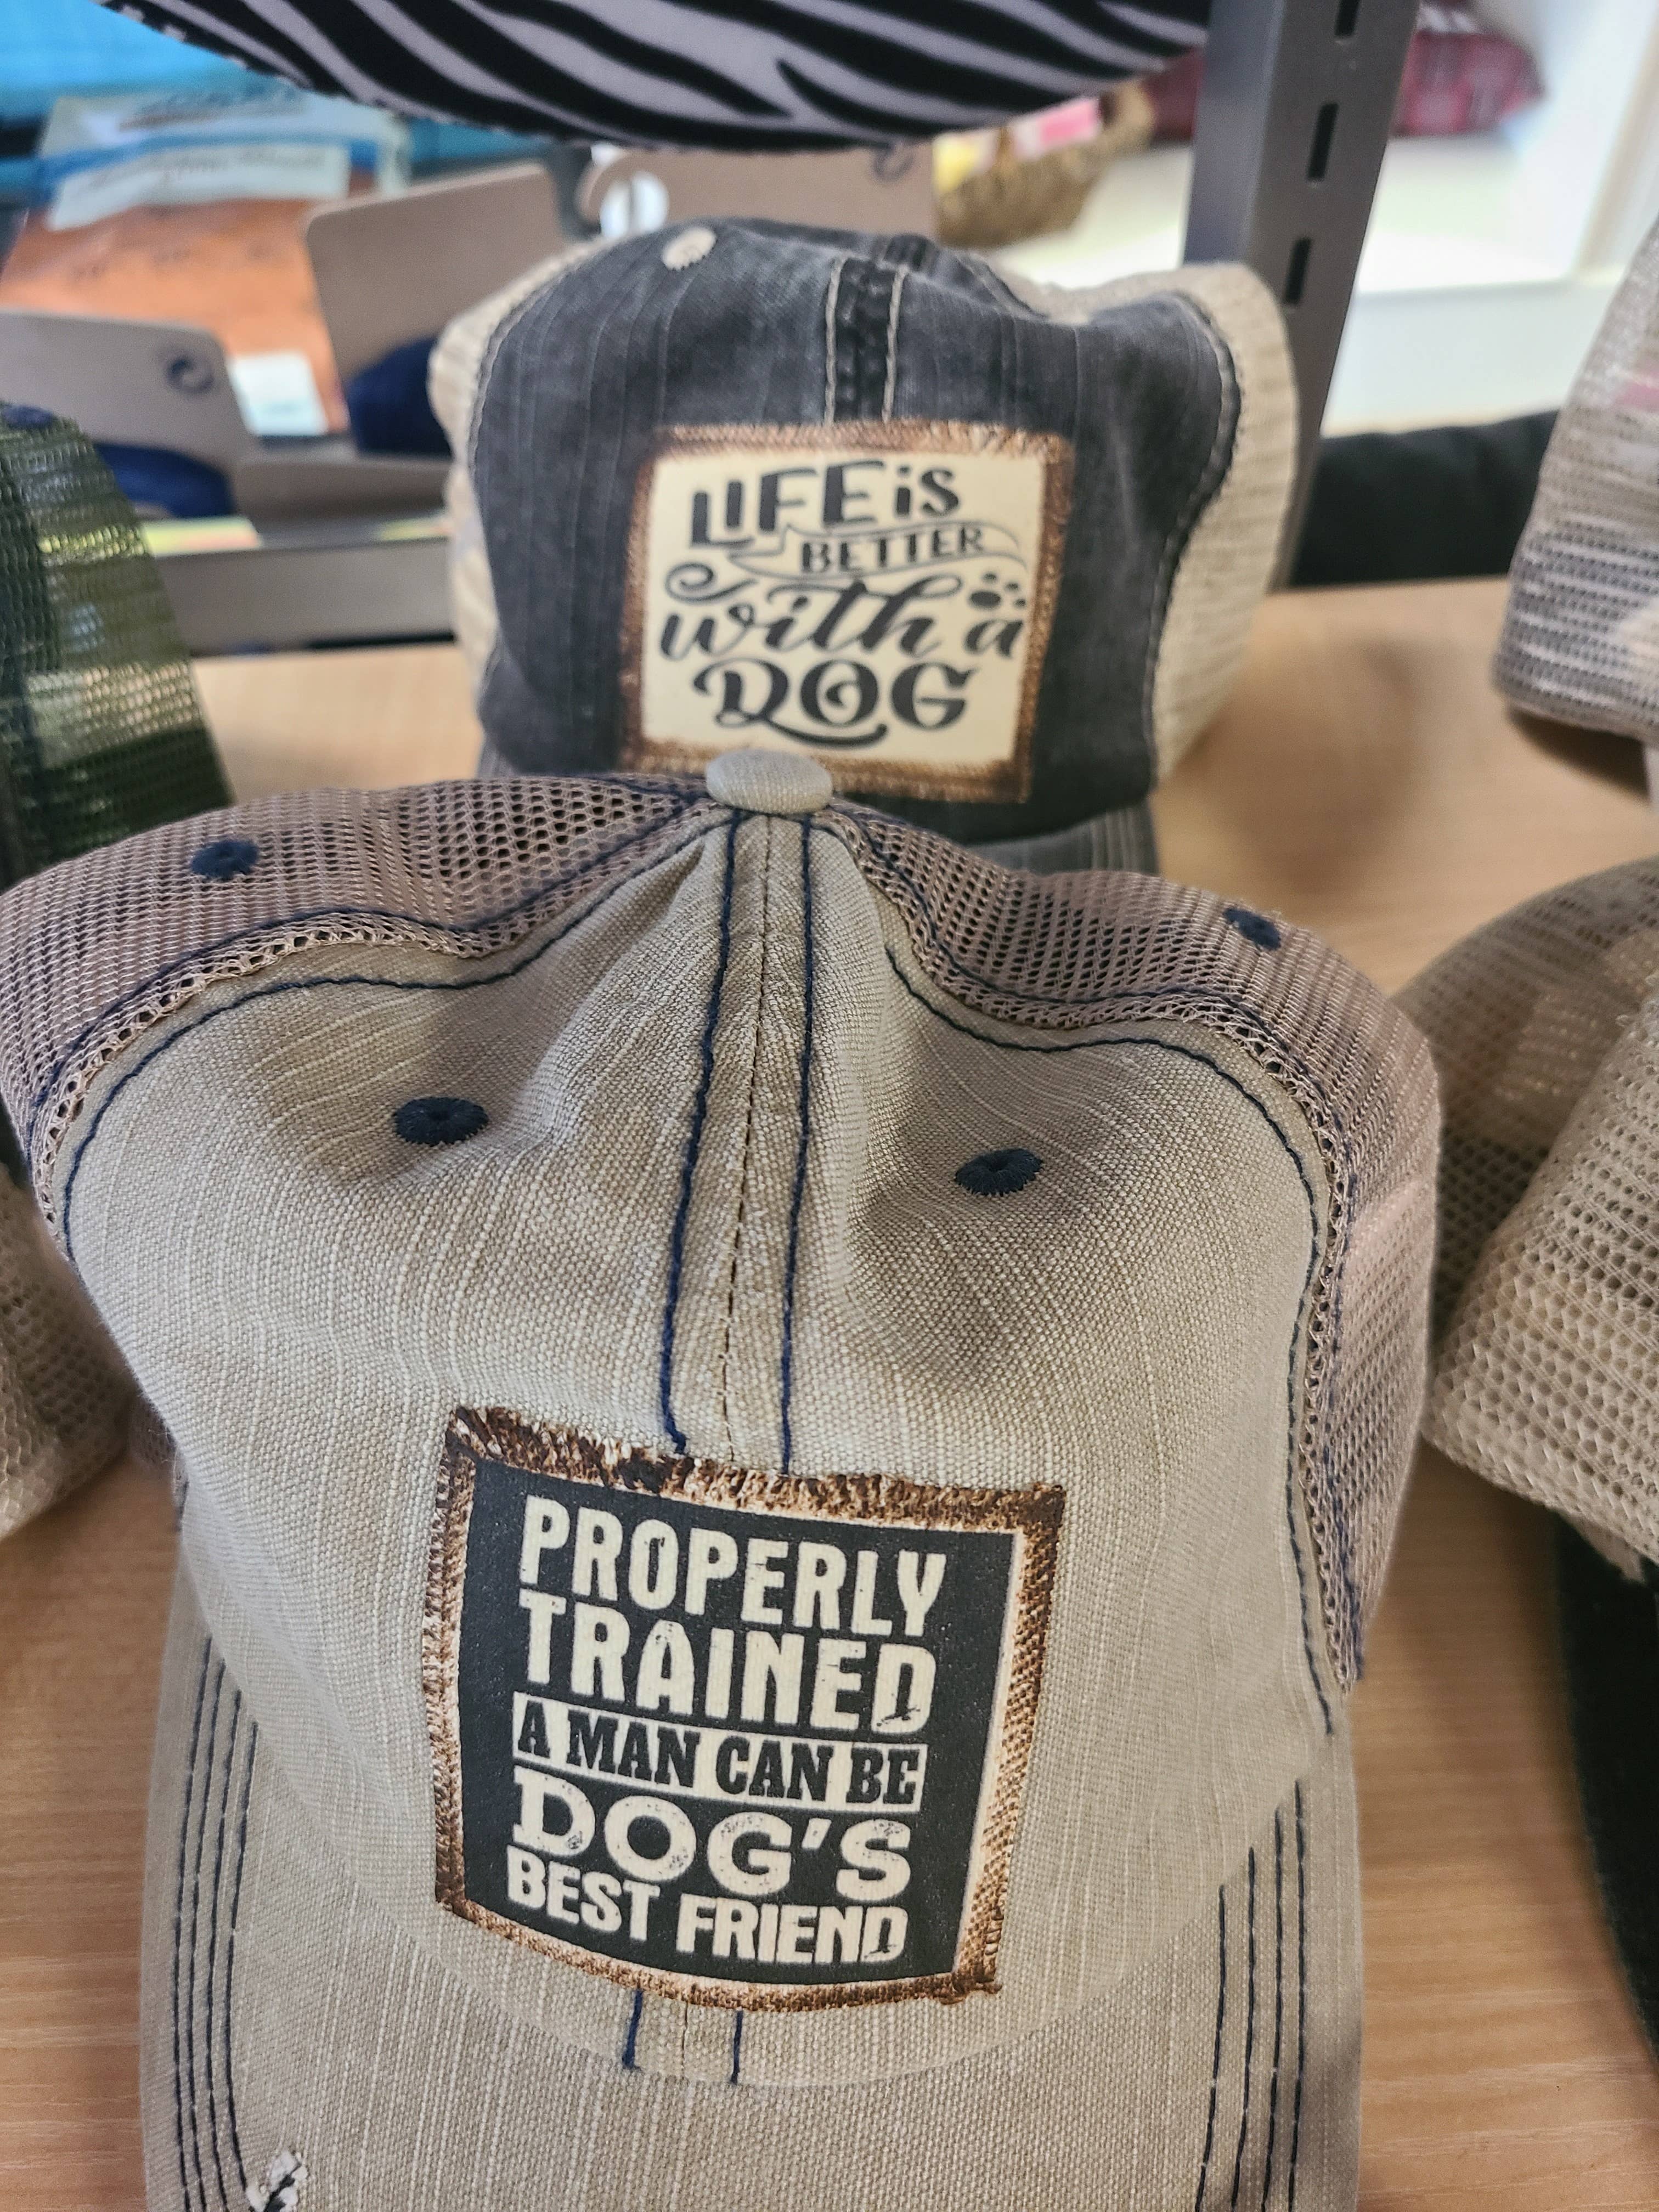 LIFE iS
BETTER
with a
DOG
PROPERLY
TRAINED
A MAN CAN BE
DOG'S
BEST FRIEND